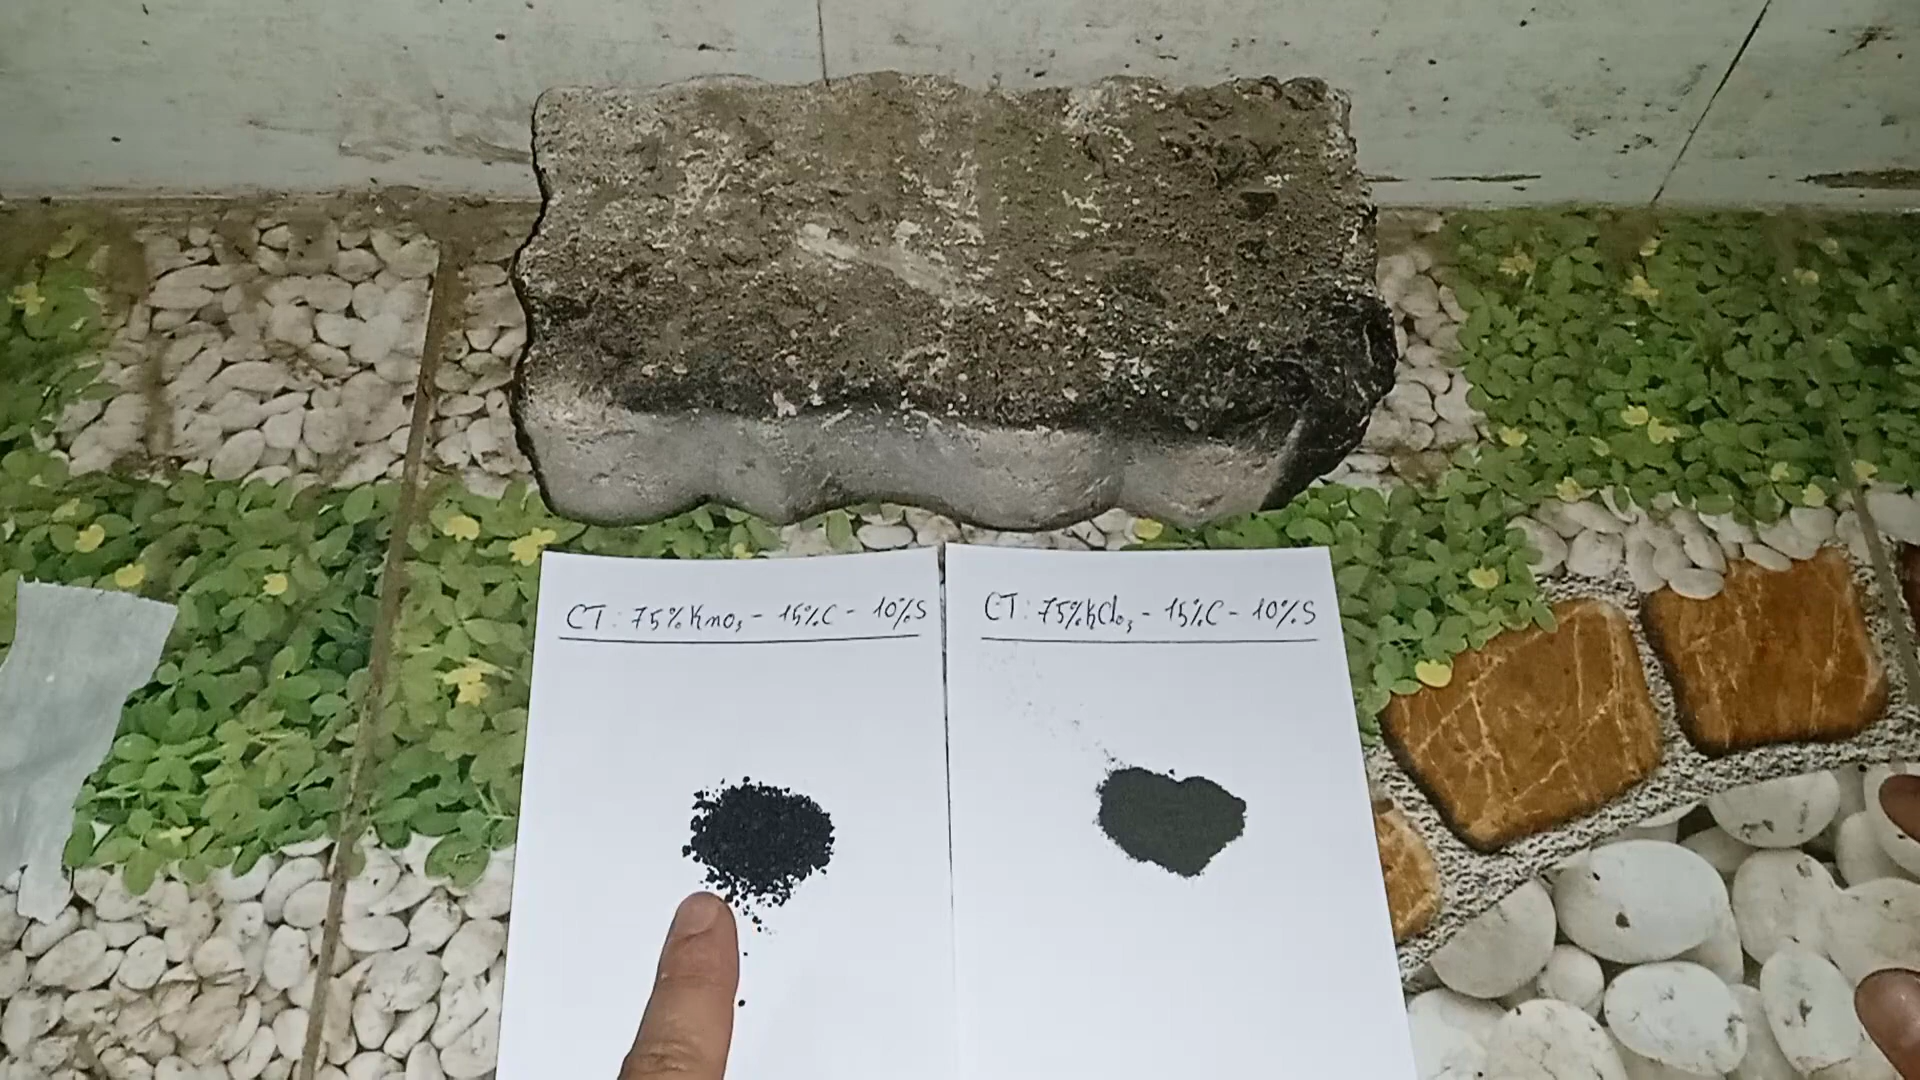 CT: 75%Kno₃ - 15%C - 10%S
CT: 75%KClo₃ - 15%C - 10%S